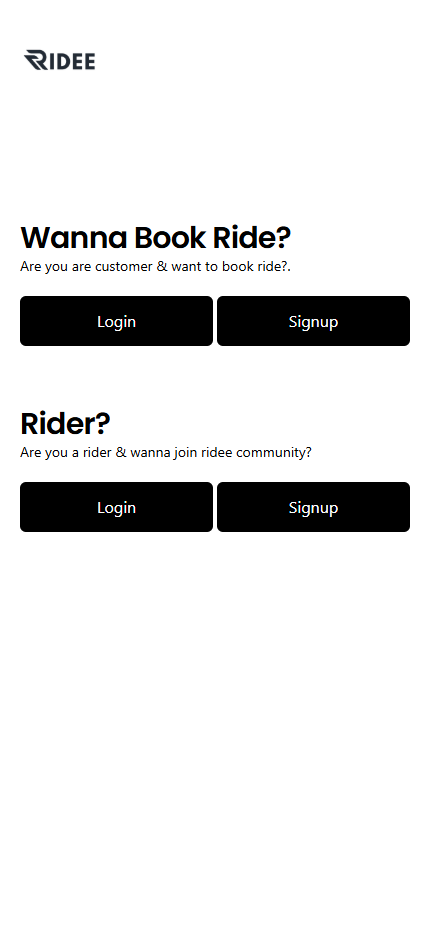 RIDEE
Wanna Book Ride?
Are you are customer & want to book ride?.
Login Signup
Rider?
Are you a rider & wanna join ridee community?
Login Signup